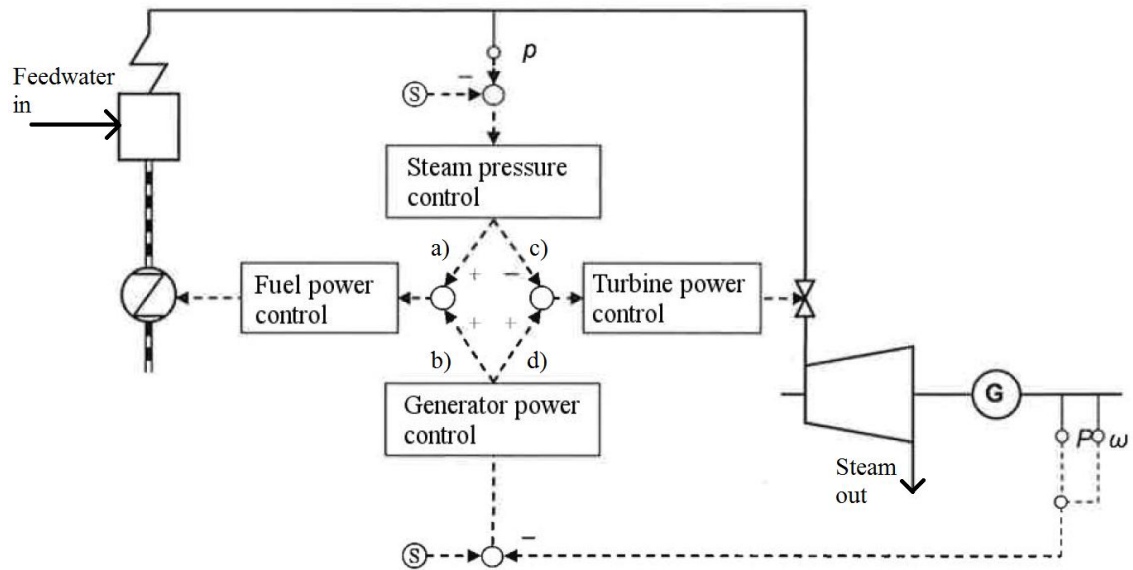 p
Feedwater
in
−
S
Steam pressure
control
a)
c)
+ −
Fuel power
control
Turbine power
control
+ +
b)
d)
Generator power
control
G
P ω
Steam
out
−
S